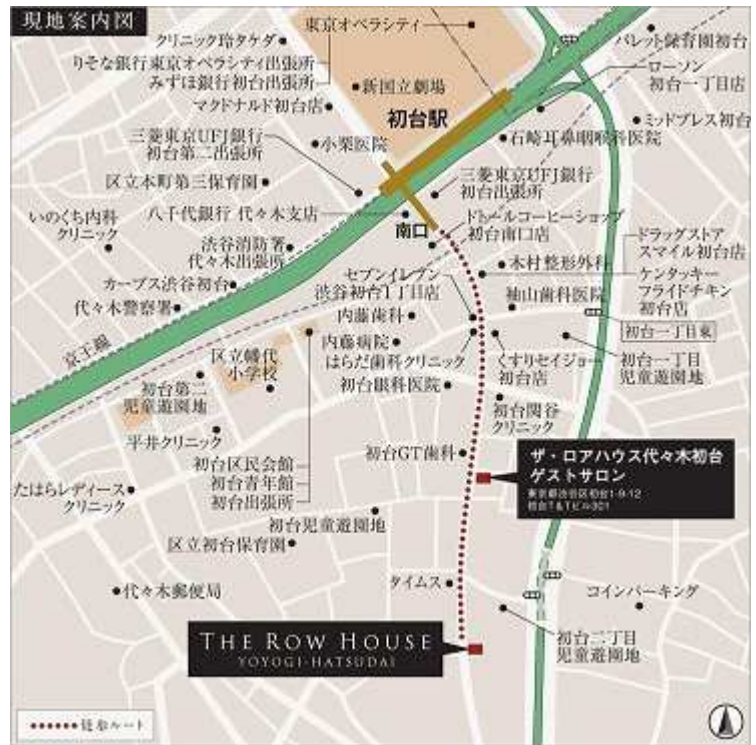 現地案内図
東京オペラシティ
クリニック玲タケダ
りそな銀行東京オペラシティ出張所
みずほ銀行初台出張所
マクドナルド初台店
新国立劇場
パレット保育園初台
ローソン
初台一丁目店
ミッドプレス初台
初台駅
石崎耳鼻咽喉科医院
三菱東京UFJ銀行
初台第二出張所
小栗医院
区立本町第三保育園
三菱東京UFJ銀行
初台出張所
いのくち内科
クリニック
八千代銀行 代々木支店
南口
ドトールコーヒーショップ
初台南口店
渋谷消防署
代々木出張所
ドラッグストア
スマイル初台店
ケンタッキー
フライドチキン
初台店
木村整形外科
カーブス渋谷初台
セブンイレブン
渋谷初台1丁目店
袖山歯科医院
代々木警察署
内藤歯科
初台一丁目東
京王線
内藤病院
はらだ歯科クリニック
くすりセイジョー
初台店
初台一丁目
児童遊園地
区立幡代
小学校
初台眼科医院
初台第二
児童遊園地
初台関谷
クリニック
平井クリニック
初台GT歯科
ザ・ロアハウス代々木初台
ゲストサロン
東京都渋谷区初台1-9-12
初台T&Tビル301
初台区民会館
初台青年館
初台出張所
たはらレディース
クリニック
初台児童遊園地
区立初台保育園
代々木郵便局
タイムス
コインパーキング
THE ROW HOUSE
YOYOGI-HATSUDAI
初台二丁目
児童遊園地
徒歩ルート